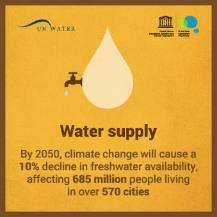 UN WATER
Water supply
By 2050, climate change will cause a
10% decline in freshwater availability,
affecting 685 million people living
in over 570 cities